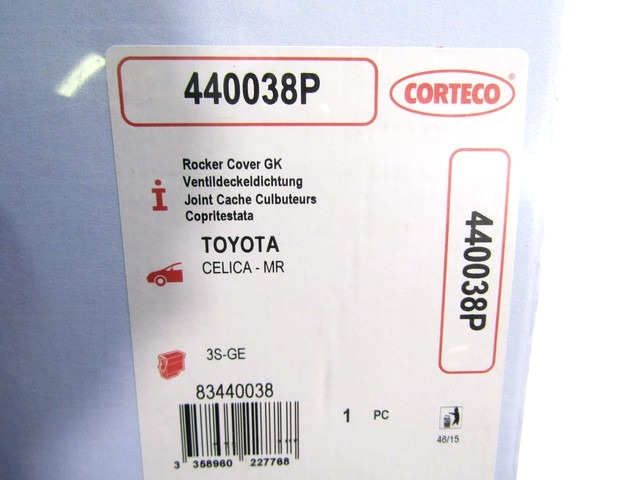 440038P
CORTECO®
Rocker Cover GK
Ventildeckeldichtung
Joint Cache Culbuteurs
Copritestata
i
TOYOTA
CELICA - MR
440038P
3S-GE
83440038
1 PC
46/15
3 358960 227768